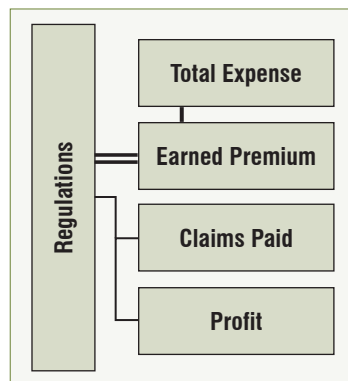 Regulations
Total Expense
Earned Premium
Claims Paid
Profit